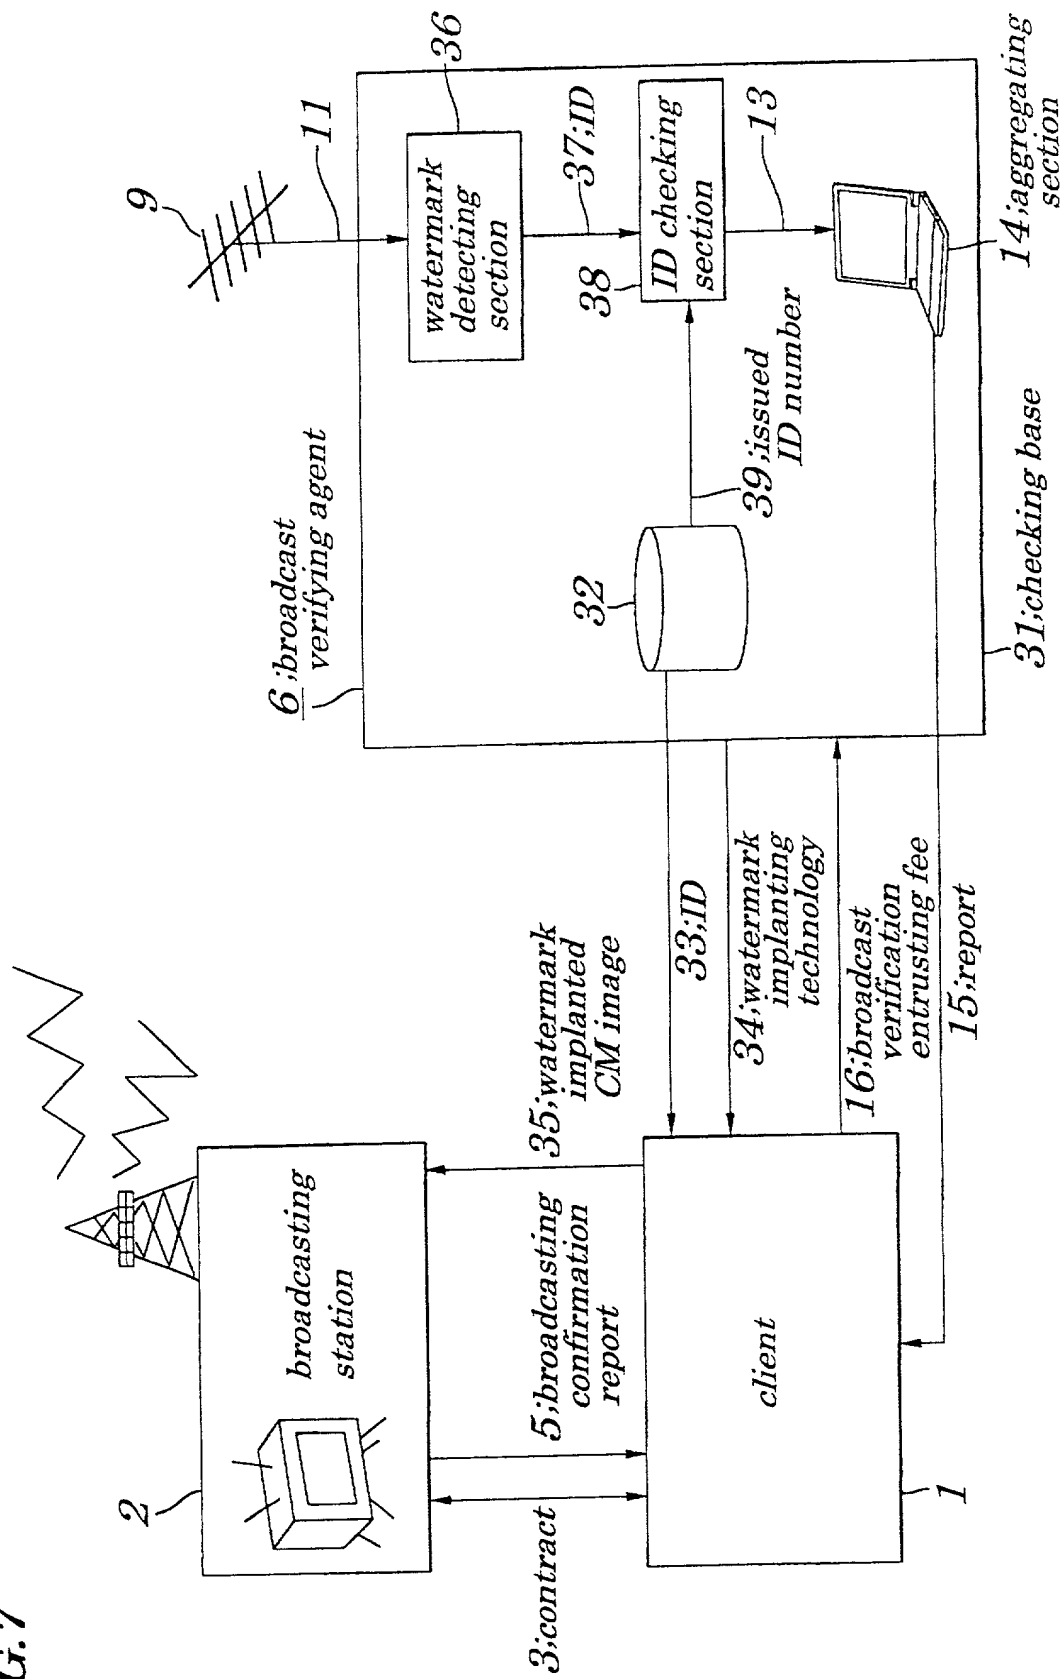 G.7
2
broadcasting
station
3;contract
5;broadcasting
confirmation
report
35;watermark
implanted
CM image
client
1
33;ID
34;watermark
implanting
technology
16;broadcast
verification
entrusting fee
15;report
6;broadcast
verifying agent
9
11
36
watermark
detecting
section
37;ID
38
ID checking
section
13
32
39;issued
ID number
14;aggregating
section
31;checking base